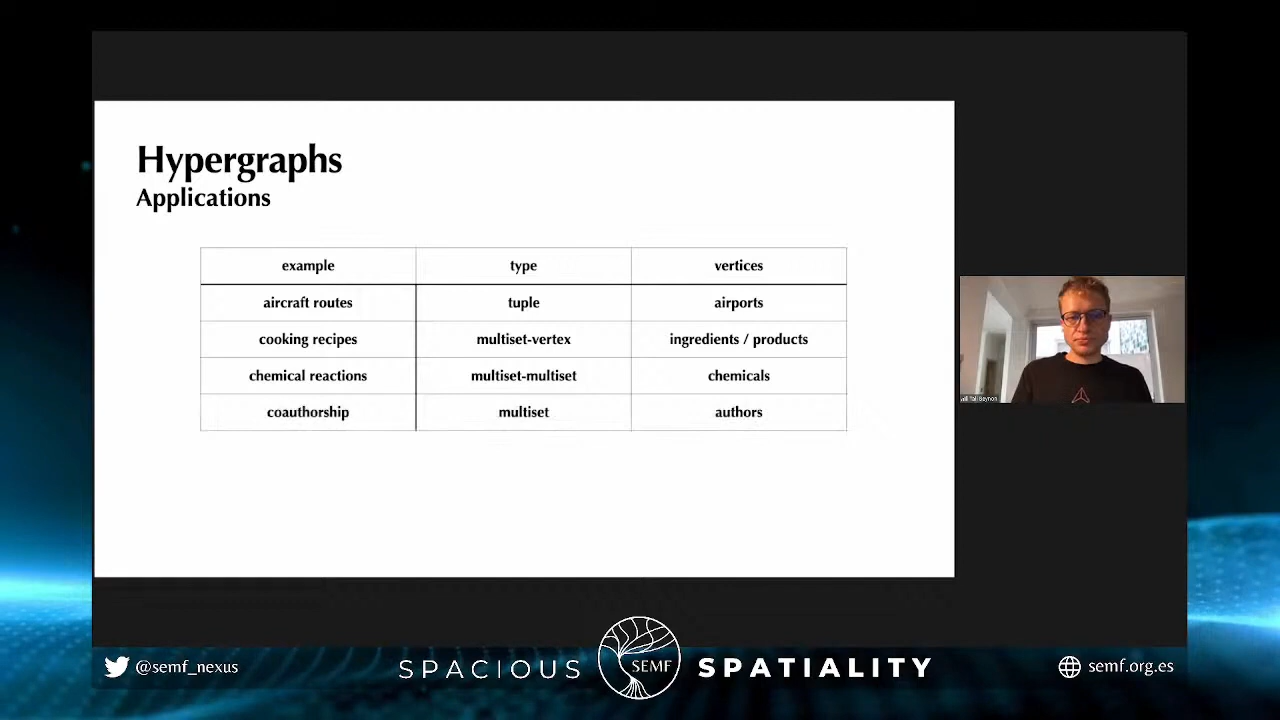 Hypergraphs
Applications
example type vertices
aircraft routes tuple airports
cooking recipes multiset-vertex ingredients / products
chemical reactions multiset-multiset chemicals
coauthorship multiset authors
@semf_nexus
SPACIOUS SEMF SPATIALITY
semf.org.es